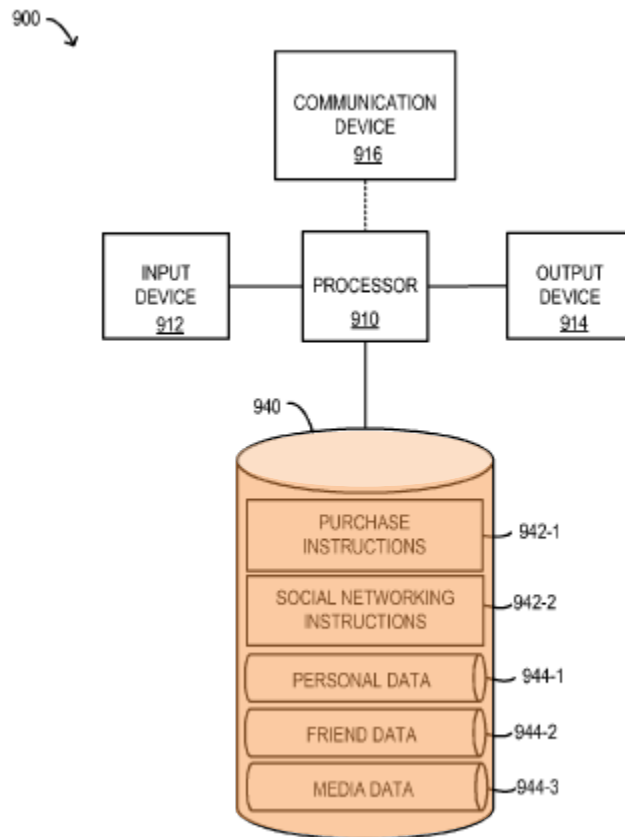 900
COMMUNICATION
DEVICE
916
INPUT
DEVICE
912
PROCESSOR
910
OUTPUT
DEVICE
914
940
PURCHASE
INSTRUCTIONS
942-1
SOCIAL NETWORKING
INSTRUCTIONS
942-2
PERSONAL DATA
944-1
FRIEND DATA
944-2
MEDIA DATA
944-3